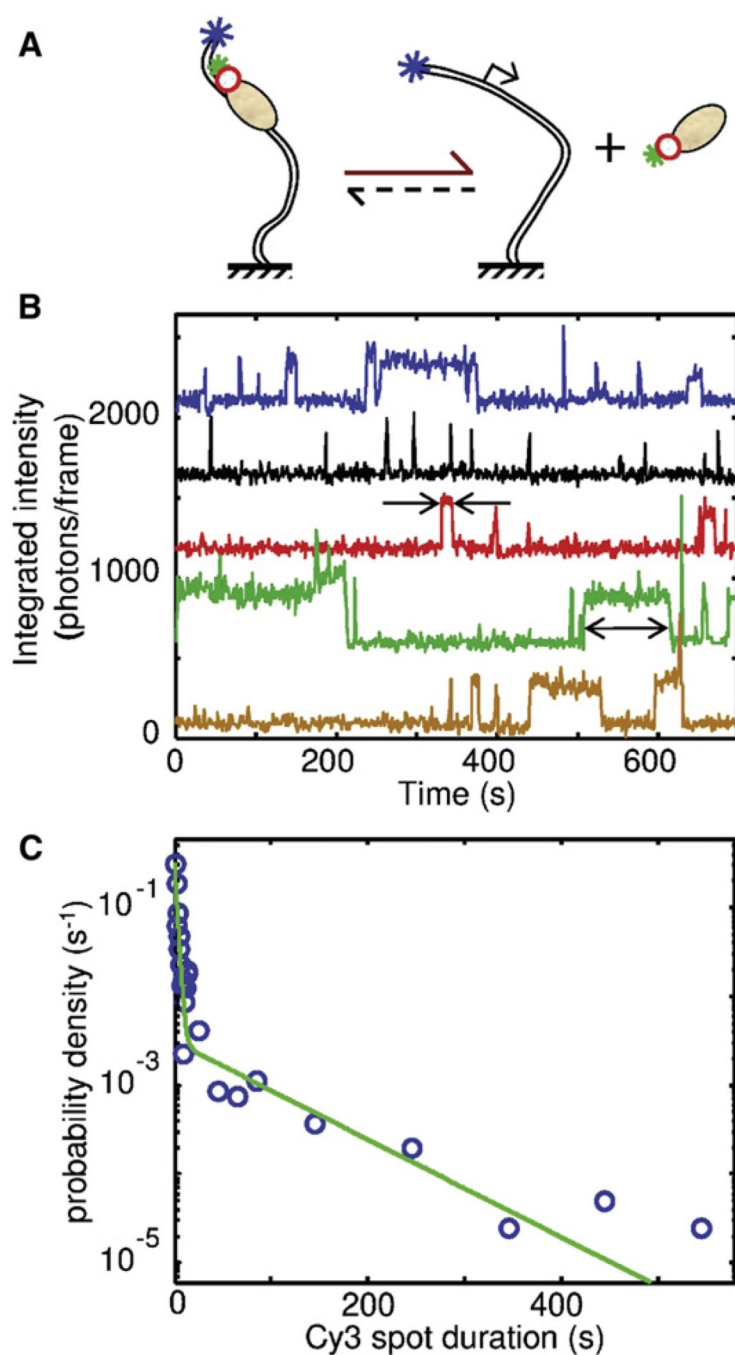 A
+
B
Integrated intensity
(photons/frame)
2000
1000
0
0 200 400 600
Time (s)
C
probability density (s⁻¹)
10⁻¹
10⁻³
10⁻⁵
0 200 400
Cy3 spot duration (s)